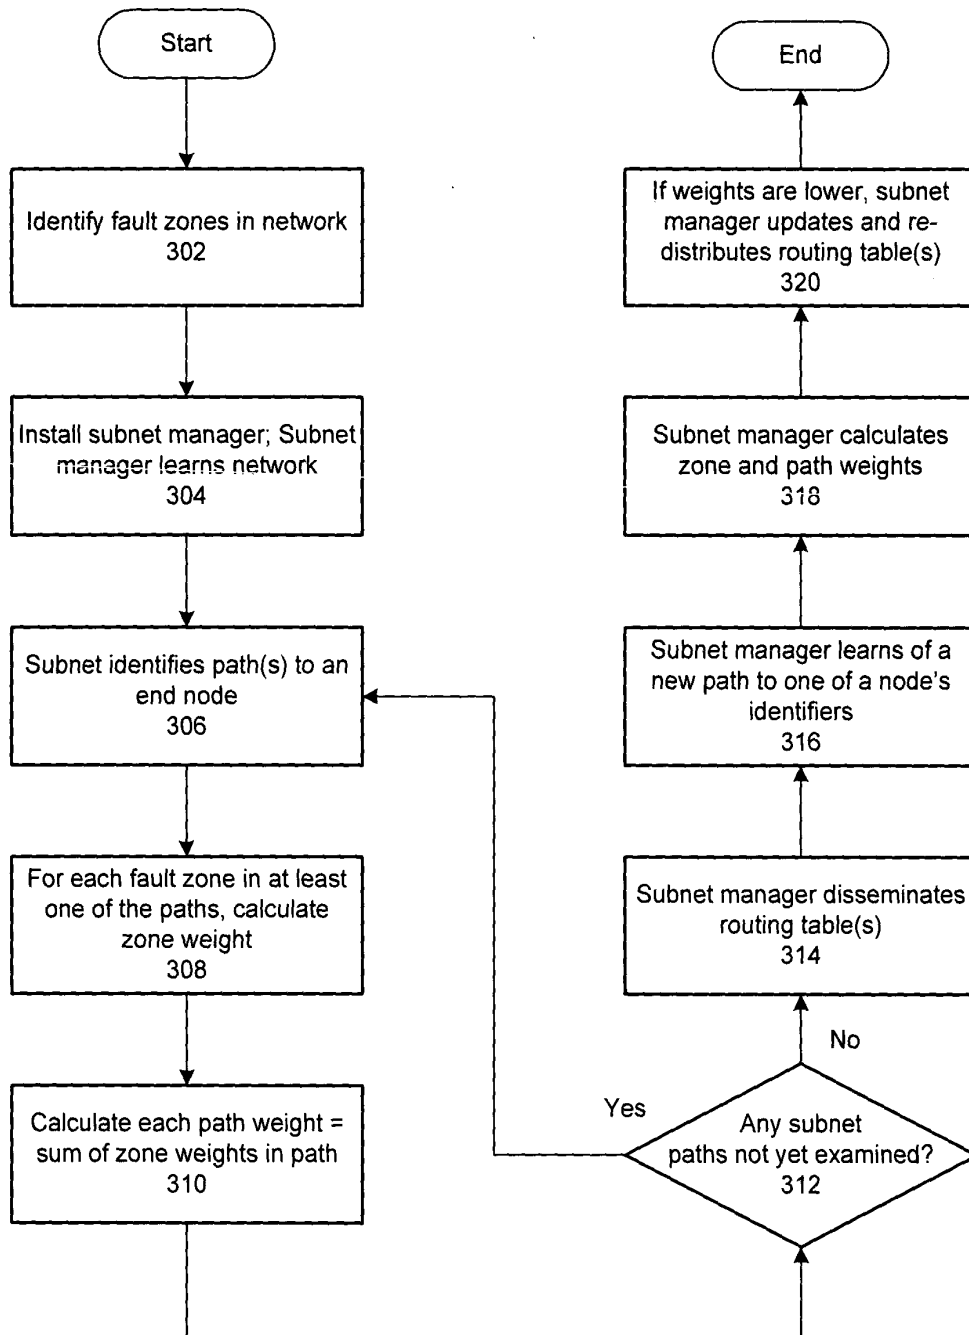 Start
Identify fault zones in network
302
Install subnet manager; Subnet
manager learns network
304
Subnet identifies path(s) to an
end node
306
For each fault zone in at least
one of the paths, calculate
zone weight
308
Calculate each path weight =
sum of zone weights in path
310
Any subnet
paths not yet examined?
312
Yes
No
Subnet manager disseminates
routing table(s)
314
Subnet manager learns of a
new path to one of a node's
identifiers
316
Subnet manager calculates
zone and path weights
318
If weights are lower, subnet
manager updates and re-
distributes routing table(s)
320
End